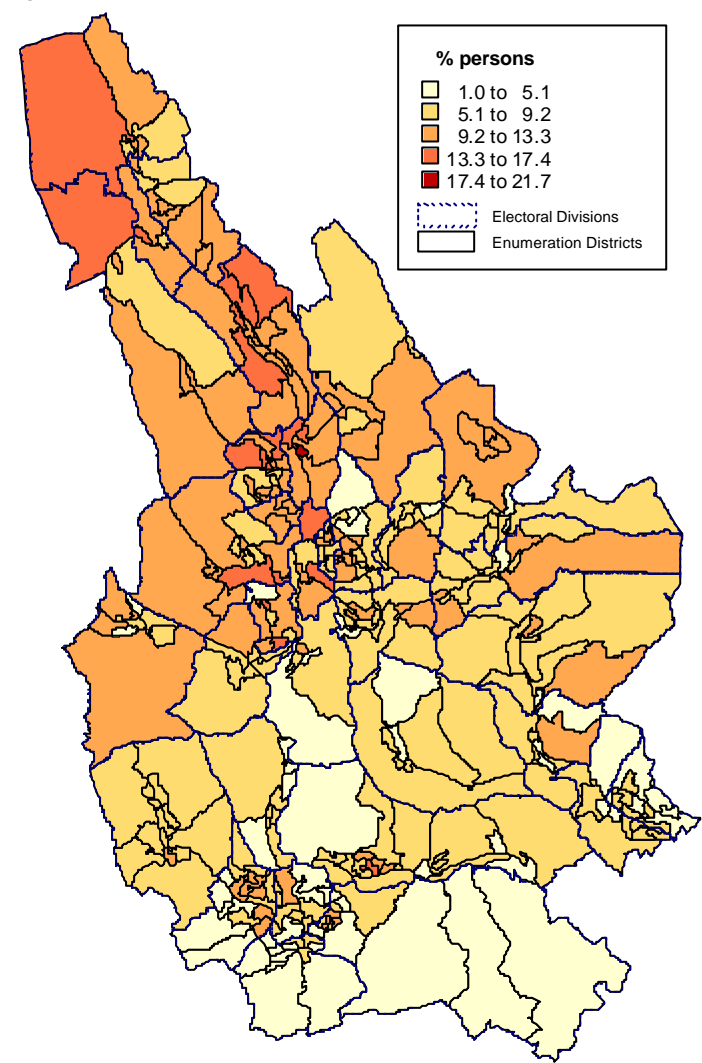 % persons
1.0 to 5.1
5.1 to 9.2
9.2 to 13.3
13.3 to 17.4
17.4 to 21.7
Electoral Divisions
Enumeration Districts